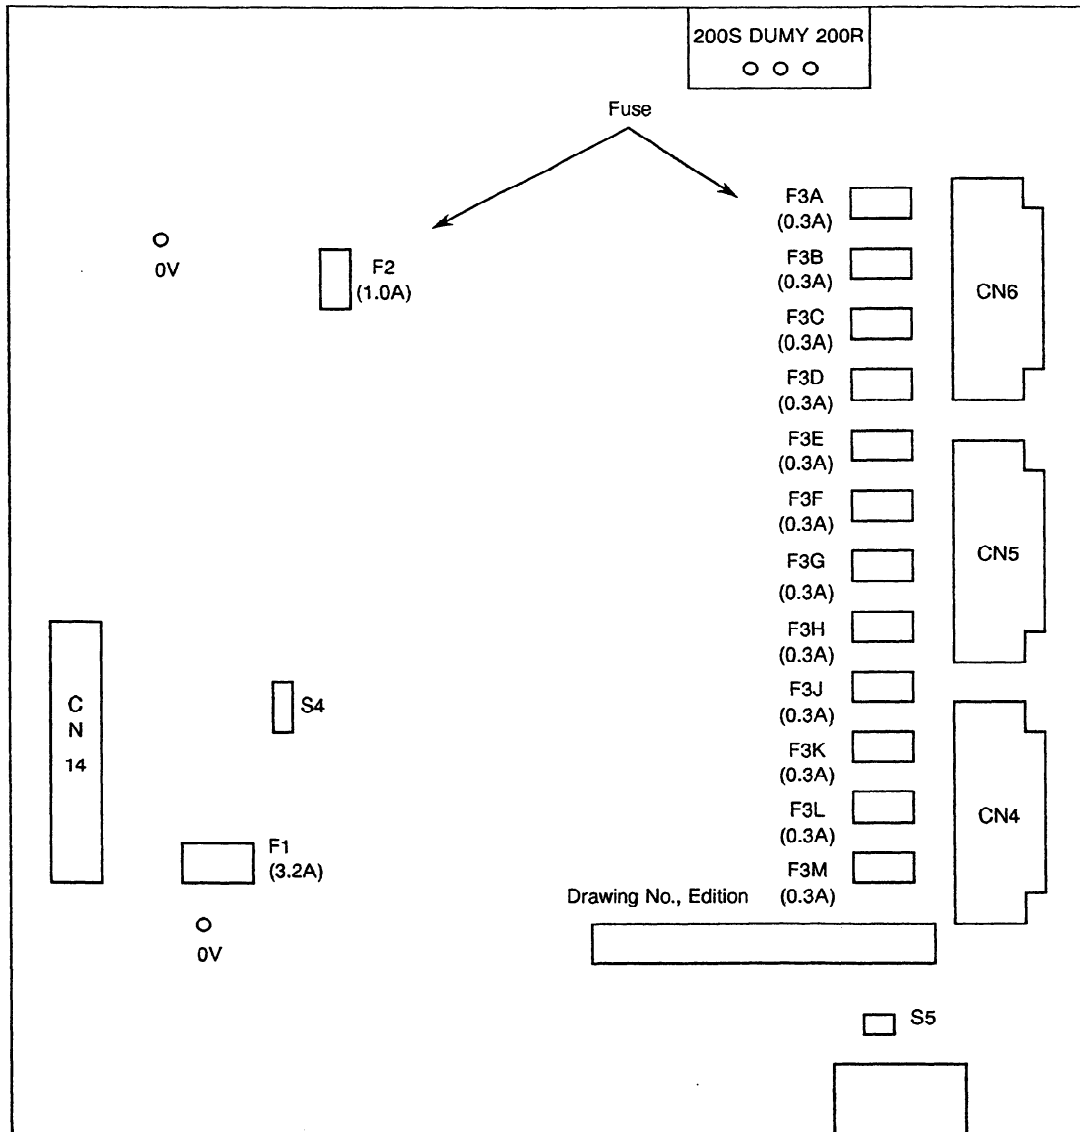 200S DUMY 200R
Fuse
F3A
(0.3A)
F3B
(0.3A)
F3C
(0.3A)
F3D
(0.3A)
F3E
(0.3A)
F3F
(0.3A)
F3G
(0.3A)
F3H
(0.3A)
F3J
(0.3A)
F3K
(0.3A)
F3L
(0.3A)
F3M
(0.3A)
CN6
CN5
CN4
0V
F2
(1.0A)
C
N
14
S4
F1
(3.2A)
0V
Drawing No., Edition
S5